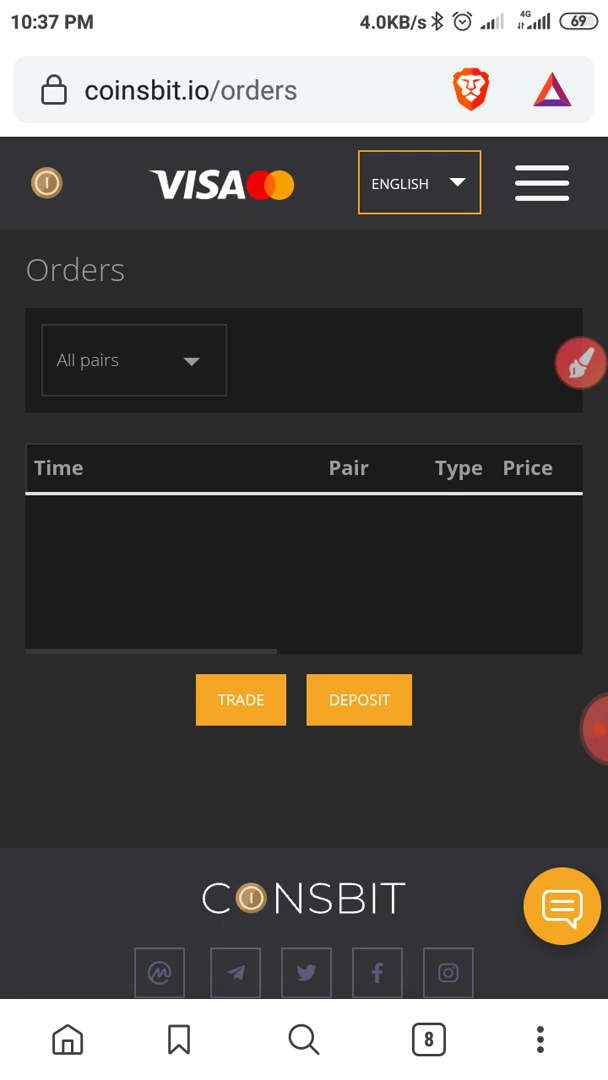 10:37 PM 4.0KB/s 4G 69
coinsbit.io/orders
VISA ENGLISH
Orders
All pairs
Time Pair Type Price
TRADE DEPOSIT
COINSBIT
8